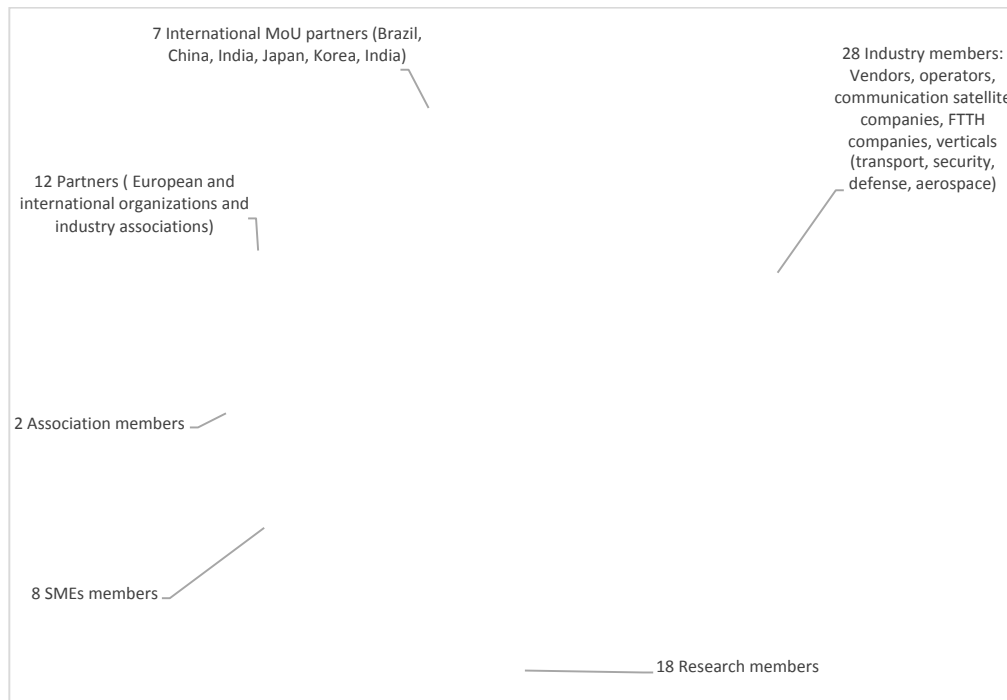 7 International MoU partners (Brazil,
China, India, Japan, Korea, India)
28 Industry members:
Vendors, operators,
communication satellite
companies, FTTH
companies, verticals
(transport, security,
defense, aerospace)
12 Partners ( European and
international organizations and
industry associations)
2 Association members
8 SMEs members
18 Research members